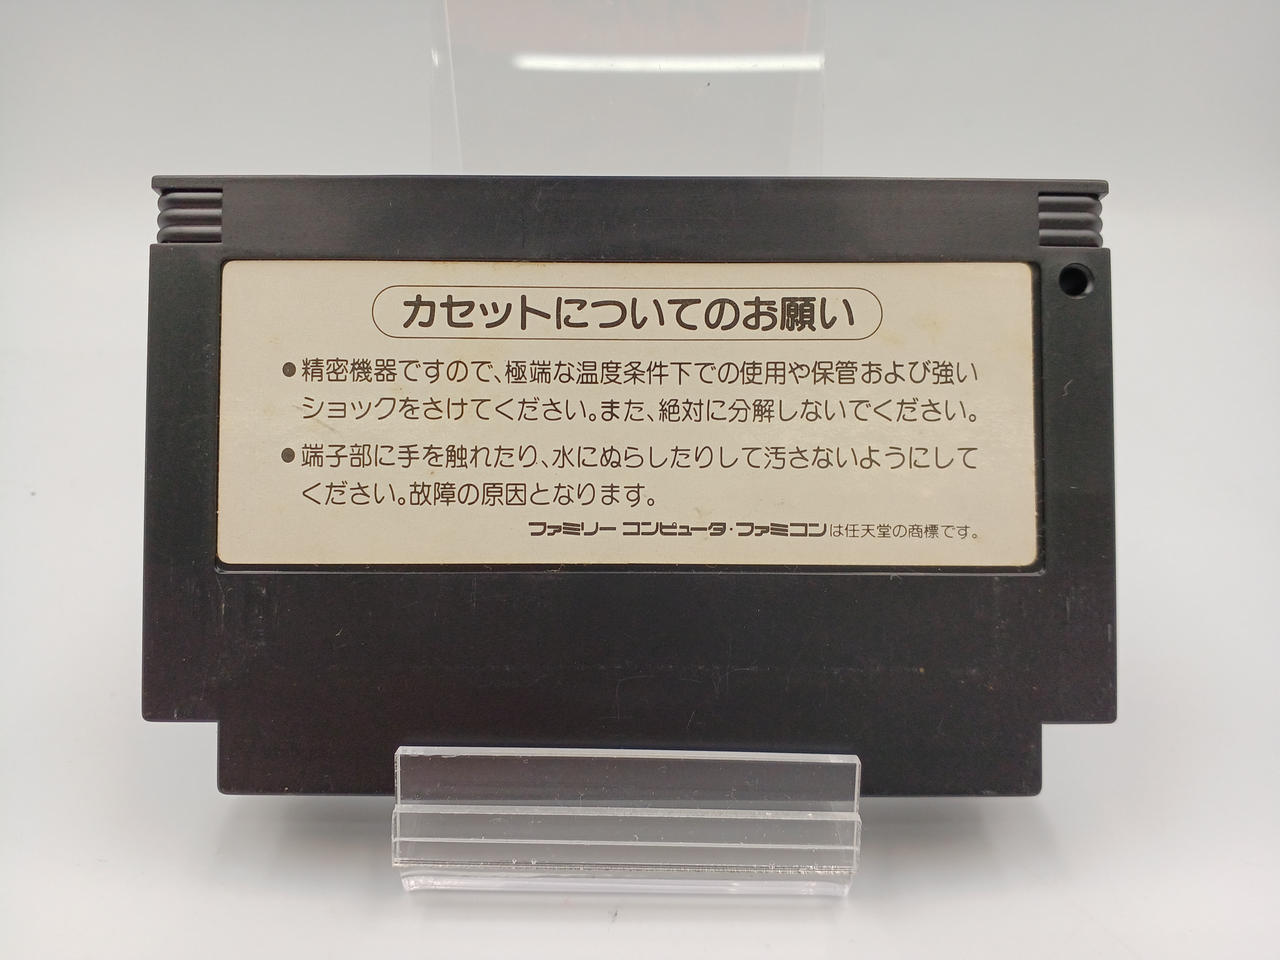 カセットについてのお願い
●精密機器ですので、極端な温度条件下での使用や保管および強い
ショックをさけてください。また、絶対に分解しないでください。
●端子部に手を触れたり、水にぬらしたりして汚さないようにして
ください。故障の原因となります。
ファミリー コンピュータ・ファミコンは任天堂の商標です。